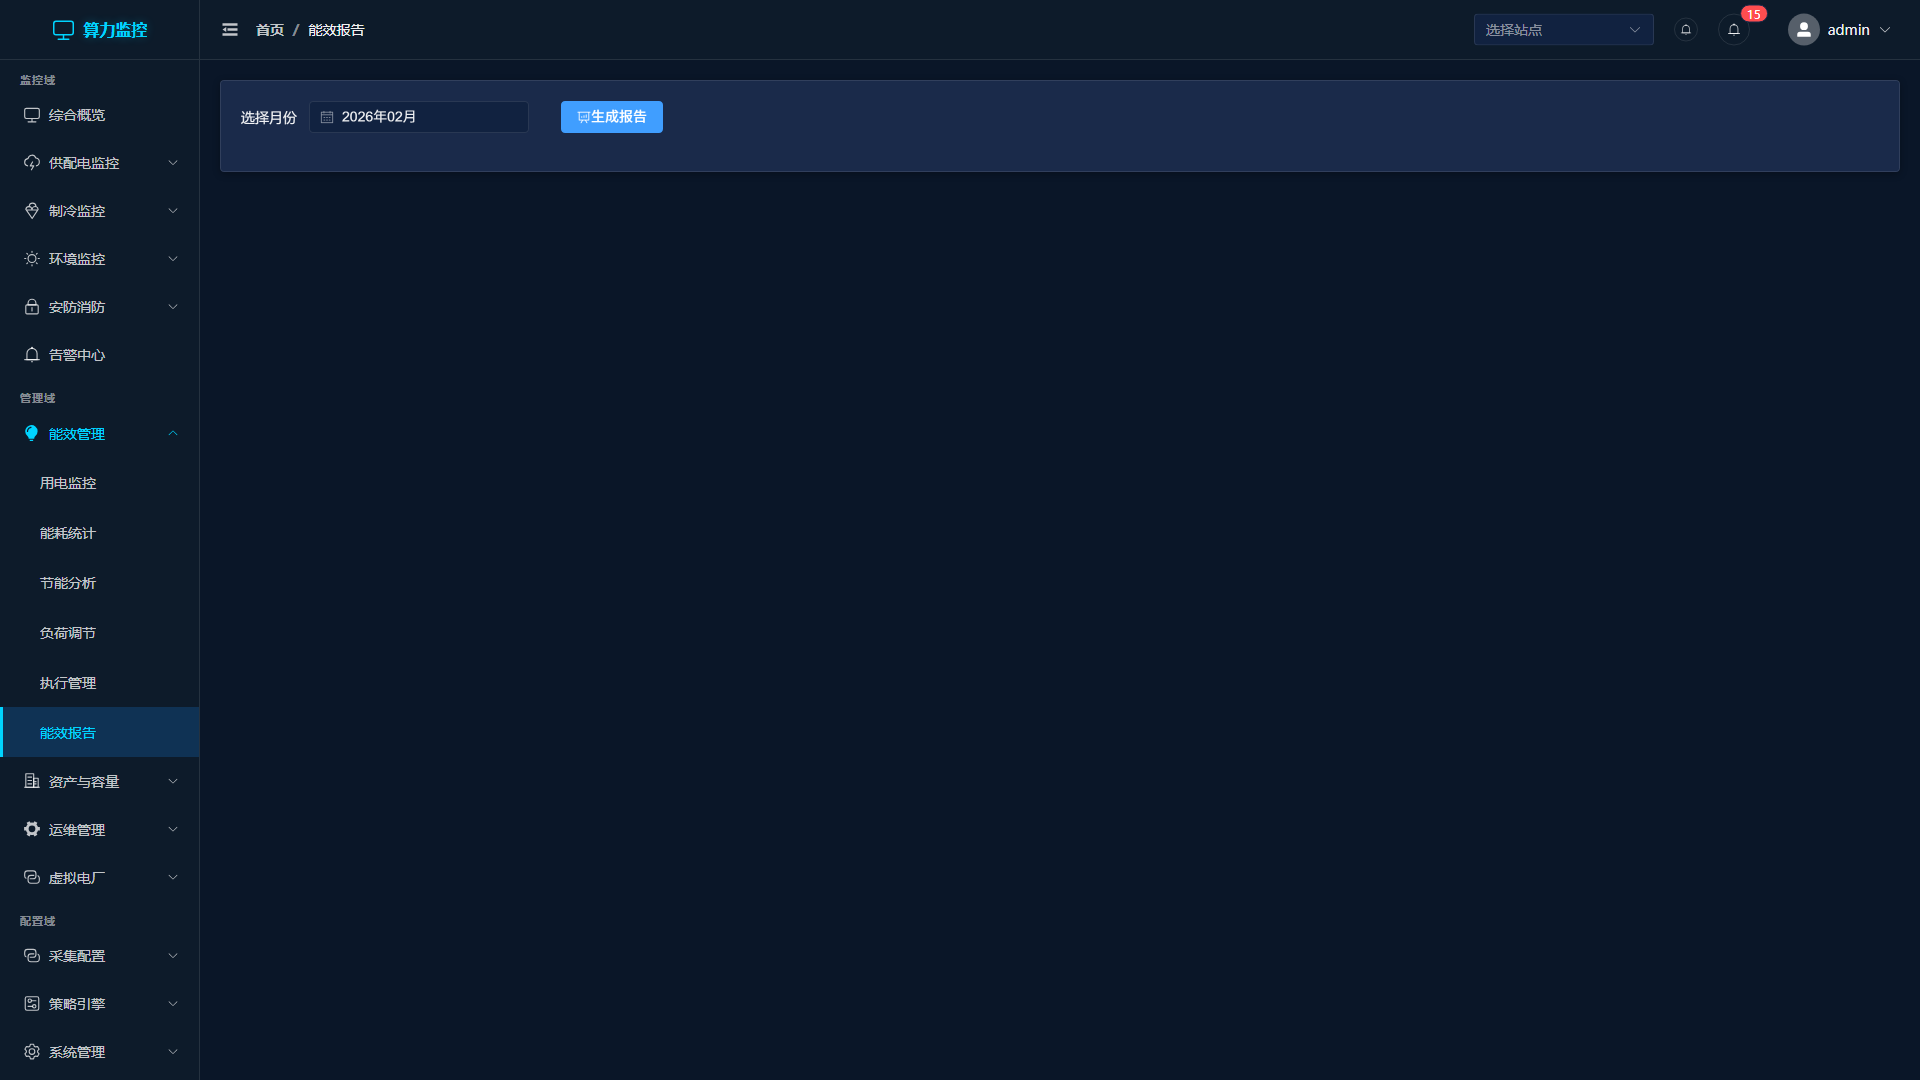 算力监控
首页 / 能效报告
选择站点
15
admin
监控域
综合概览
供配电监控
制冷监控
环境监控
安防消防
告警中心
管理域
能效管理
用电监控
能耗统计
节能分析
负荷调节
执行管理
能效报告
资产与容量
运维管理
虚拟电厂
配置域
采集配置
策略引擎
系统管理
选择月份
2026年02月
生成报告